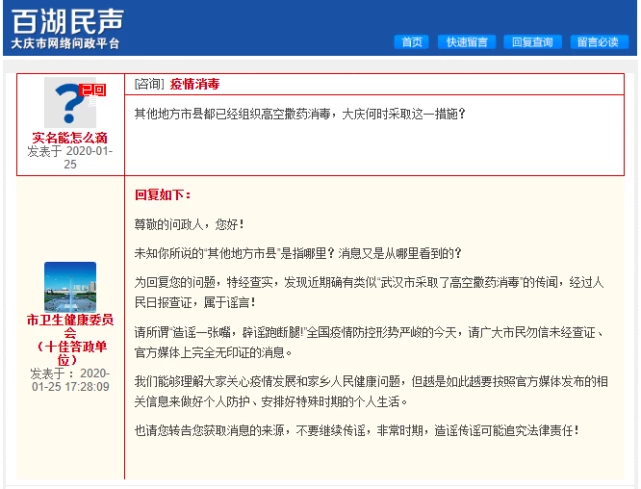 百湖民声
大庆市网络问政平台
首页 快速留言 回复查询 留言必读
已回
实名能怎么滴
发表于 2020-01-
25
[咨询] 疫情消毒
其他地方市县都已经组织高空撒药消毒，大庆何时采取这一措施？
市卫生健康委员
会
（十佳答政单
位）
发表于： 2020-
01-25 17:28:09
回复如下：
尊敬的问政人，您好！
未知你所说的“其他地方市县”是指哪里？消息又是从哪里看到的？
为回复您的问题，特经查实，发现近期确有类似“武汉市采取了高空撒药消毒”的传闻，经过人
民日报查证，属于谣言！
请所谓“造谣一张嘴，辟谣跑断腿！”全国疫情防控形势严峻的今天，请广大市民勿信未经查证、
官方媒体上完全无印证的消息。
我们能够理解大家关心疫情发展和家乡人民健康问题，但越是如此越要按照官方媒体发布的相
关信息来做好个人防护、安排好特殊时期的个人生活。
也请您转告您获取消息的来源，不要继续传谣，非常时期，造谣传谣可能追究法律责任！